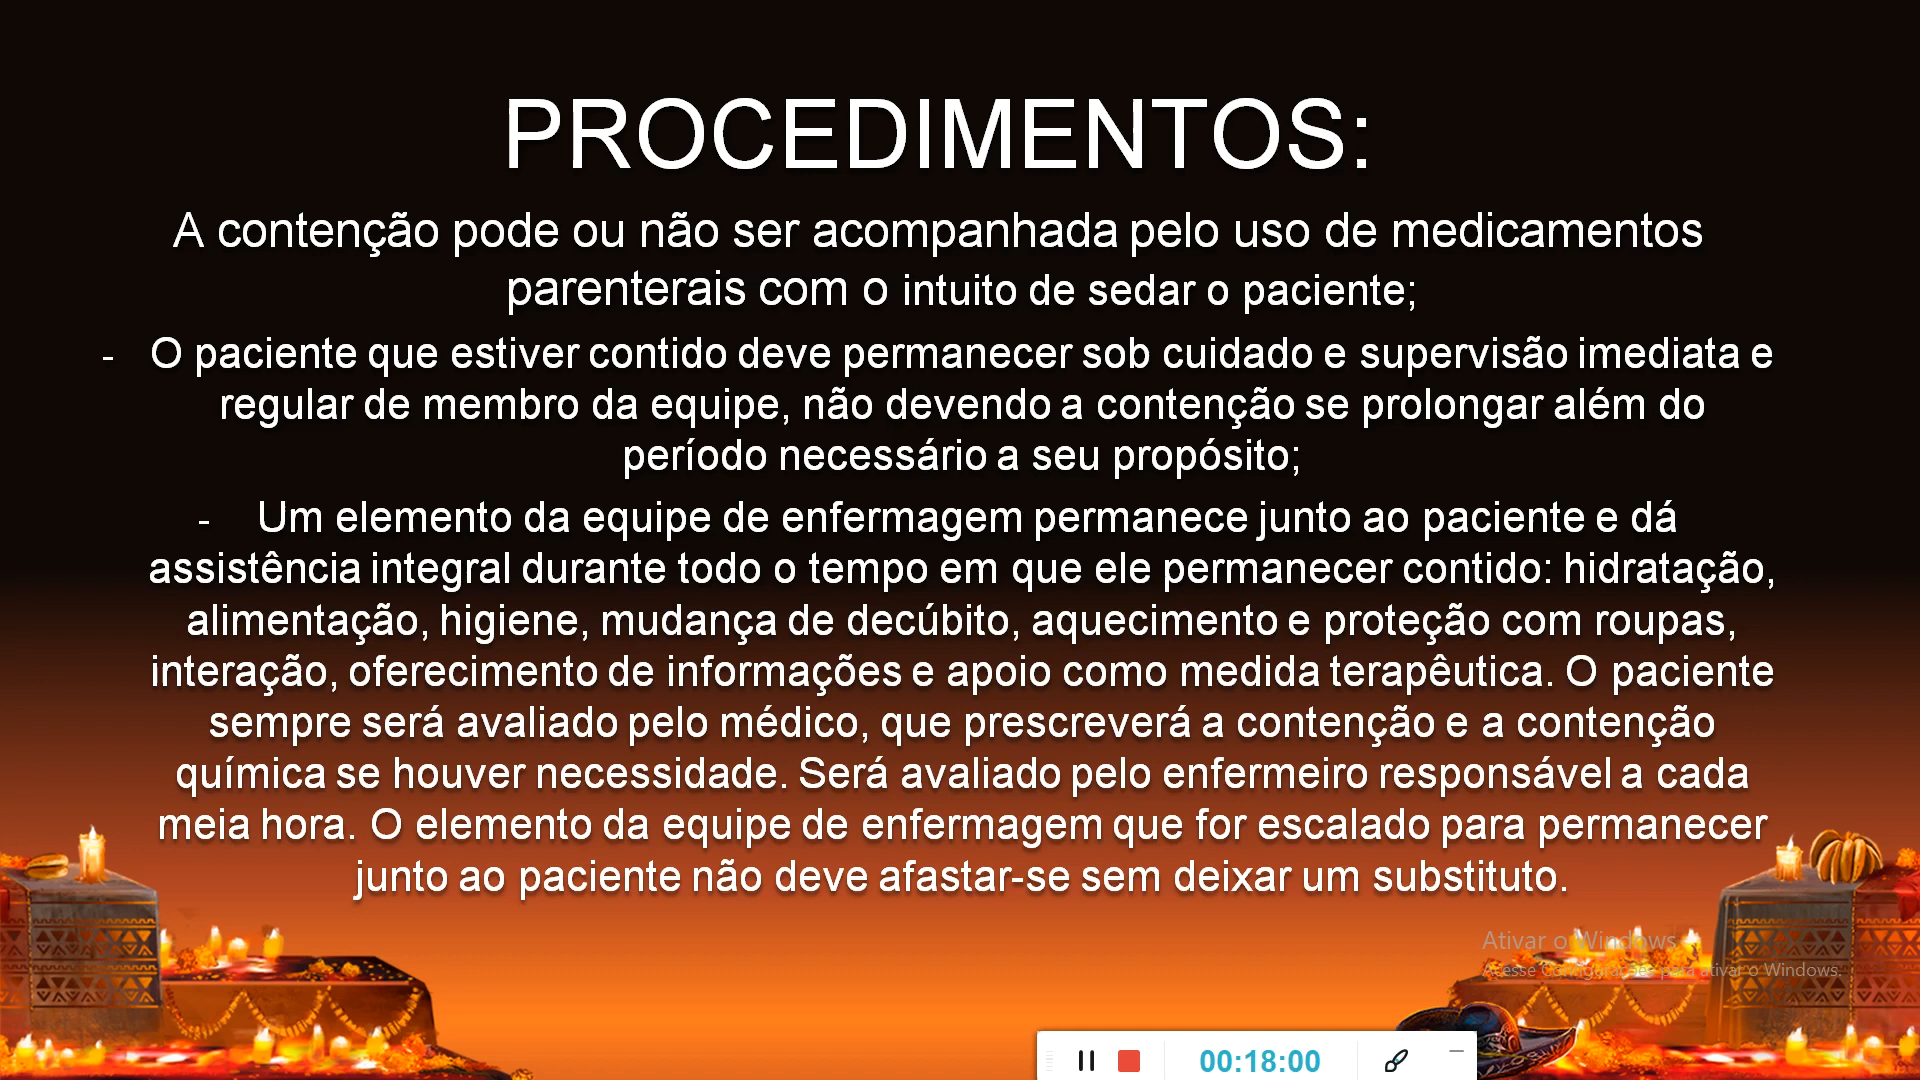 PROCEDIMENTOS:
A contenção pode ou não ser acompanhada pelo uso de medicamentos
parenterais com o intuito de sedar o paciente;
- O paciente que estiver contido deve permanecer sob cuidado e supervisão imediata e
regular de membro da equipe, não devendo a contenção se prolongar além do
período necessário a seu propósito;
- Um elemento da equipe de enfermagem permanece junto ao paciente e dá
assistência integral durante todo o tempo em que ele permanecer contido: hidratação,
alimentação, higiene, mudança de decúbito, aquecimento e proteção com roupas,
interação, oferecimento de informações e apoio como medida terapêutica. O paciente
sempre será avaliado pelo médico, que prescreverá a contenção e a contenção
química se houver necessidade. Será avaliado pelo enfermeiro responsável a cada
meia hora. O elemento da equipe de enfermagem que for escalado para permanecer
junto ao paciente não deve afastar-se sem deixar um substituto.
Ativar o Windows
Acesse Configurações para ativar o Windows.
00:18:00